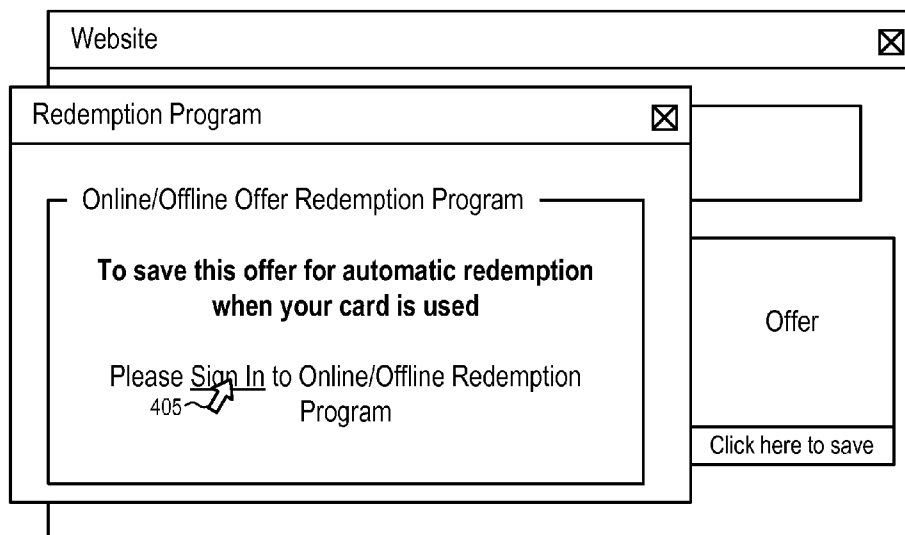 Website
Redemption Program
Online/Offline Offer Redemption Program
To save this offer for automatic redemption
when your card is used
Please Sign In to Online/Offline Redemption
405
Program
Offer
Click here to save